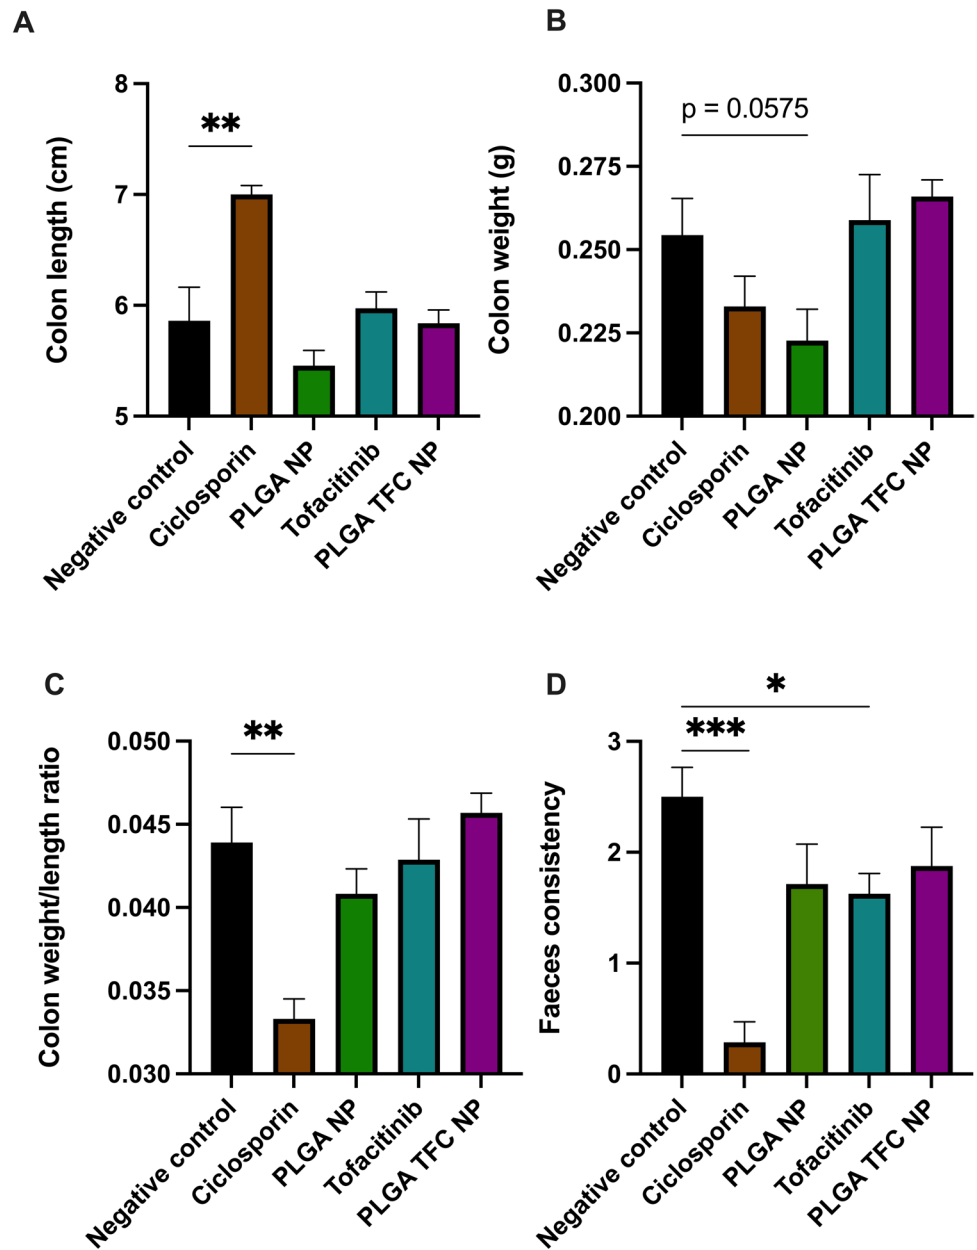 A
Colon length (cm)
8
7
6
5
**
Negative control
Ciclosporin
PLGA NP
Tofacitinib
PLGA TFC NP
B
Colon weight (g)
0.300
0.275
0.250
0.225
0.200
p = 0.0575
Negative control
Ciclosporin
PLGA NP
Tofacitinib
PLGA TFC NP
C
Colon weight/length ratio
0.050
0.045
0.040
0.035
0.030
**
Negative control
Ciclosporin
PLGA NP
Tofacitinib
PLGA TFC NP
D
Faeces consistency
3
2
1
0
*
***
Negative control
Ciclosporin
PLGA NP
Tofacitinib
PLGA TFC NP